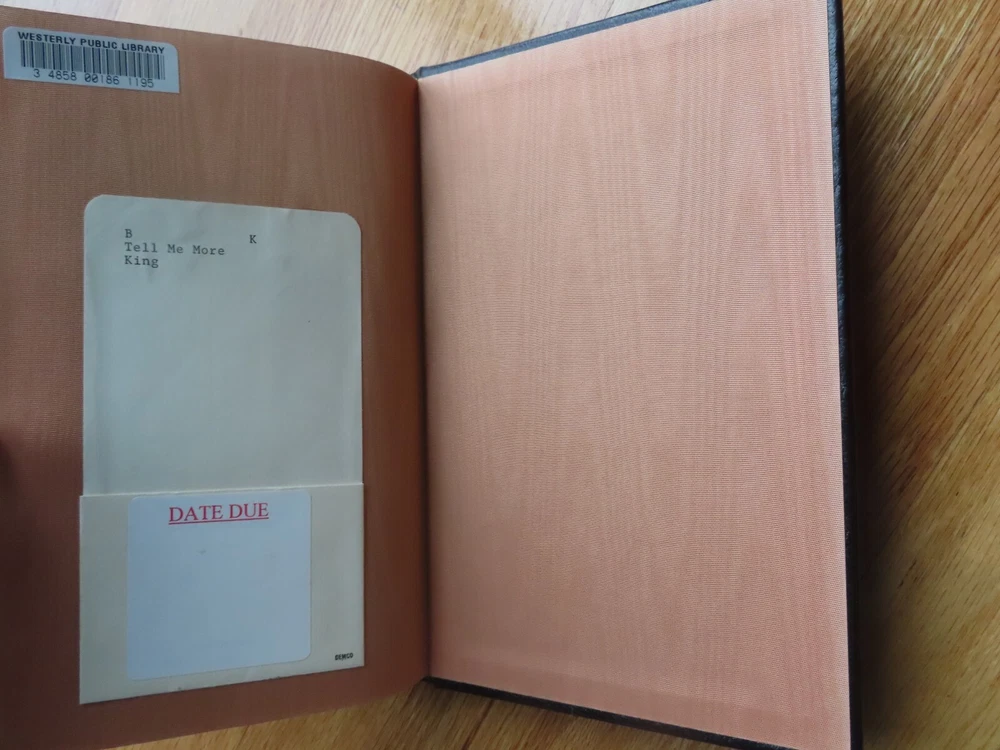 WESTERLY PUBLIC LIBRARY
3 4858 00186 1195
B K
Tell Me More
King
DATE DUE
DEMCO